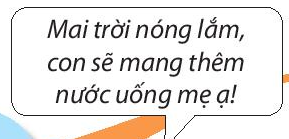 Mai trời nóng lắm,
con sẽ mang thêm
nước uống mẹ ạ!